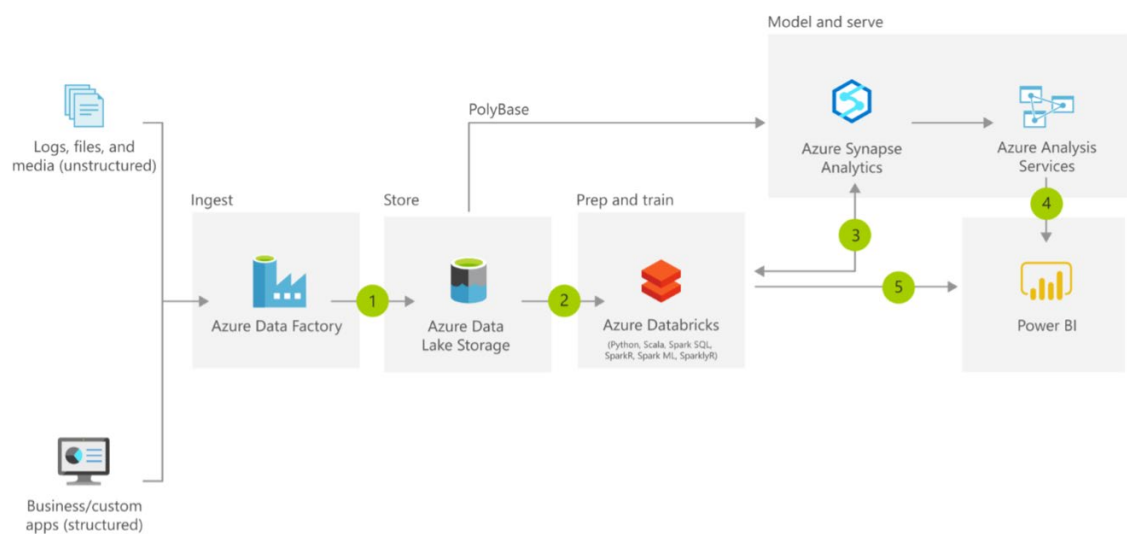 Model and serve
PolyBase
Logs, files, and
media (unstructured)
Azure Synapse
Analytics
Azure Analysis
Services
Ingest
Store
Prep and train
4
3
1
2
5
Azure Data Factory
Azure Data
Lake Storage
Azure Databricks
(Python, Scala, Spark SQL,
SparkR, Spark ML, SparklyR)
Power BI
Business/custom
apps (structured)